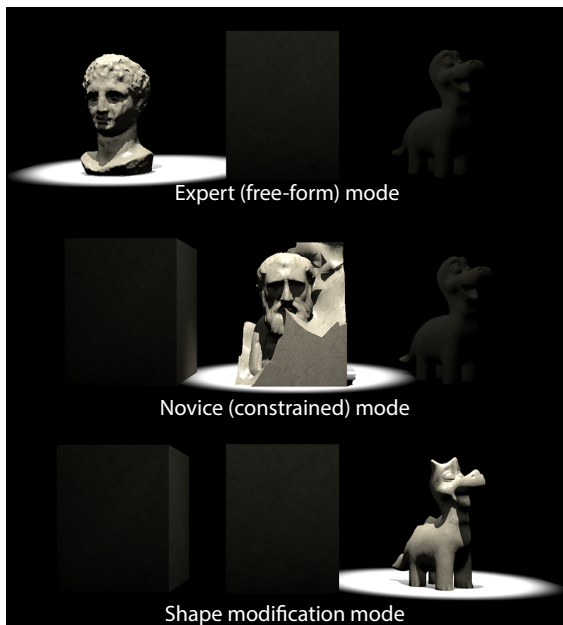 Expert (free-form) mode
Novice (constrained) mode
Shape modification mode